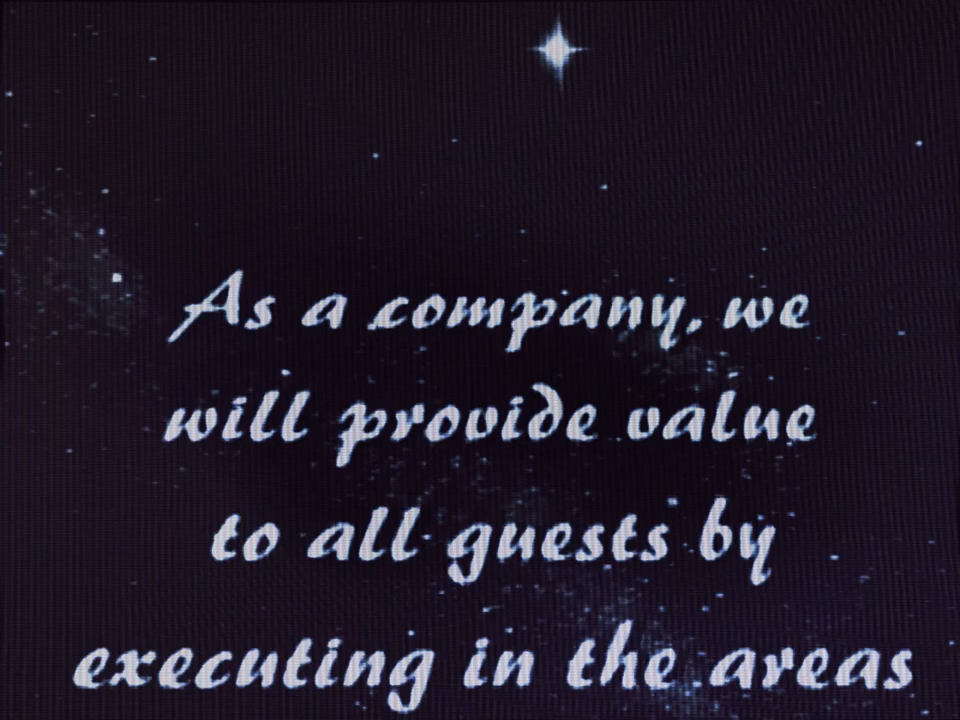 As a company, we
will provide value
to all guests by
executing in the areas